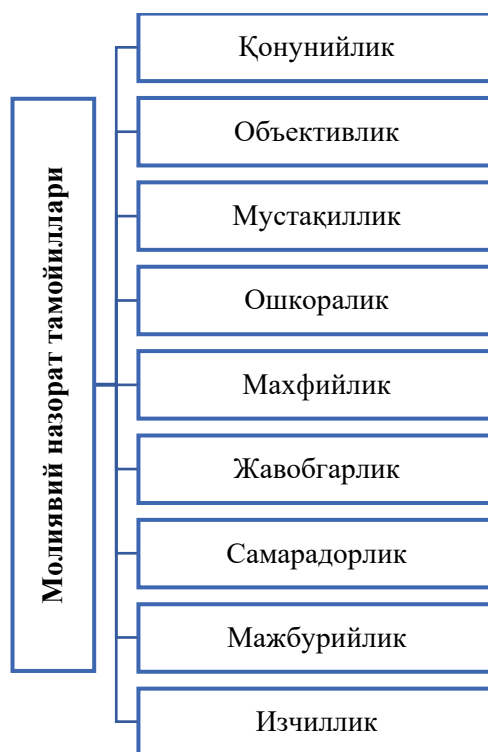 Молиявий назорат тамойиллари
Қонунийлик
Объективлик
Мустақиллик
Ошкоралик
Махфийлик
Жавобгарлик
Самарадорлик
Мажбурийлик
Изчиллик